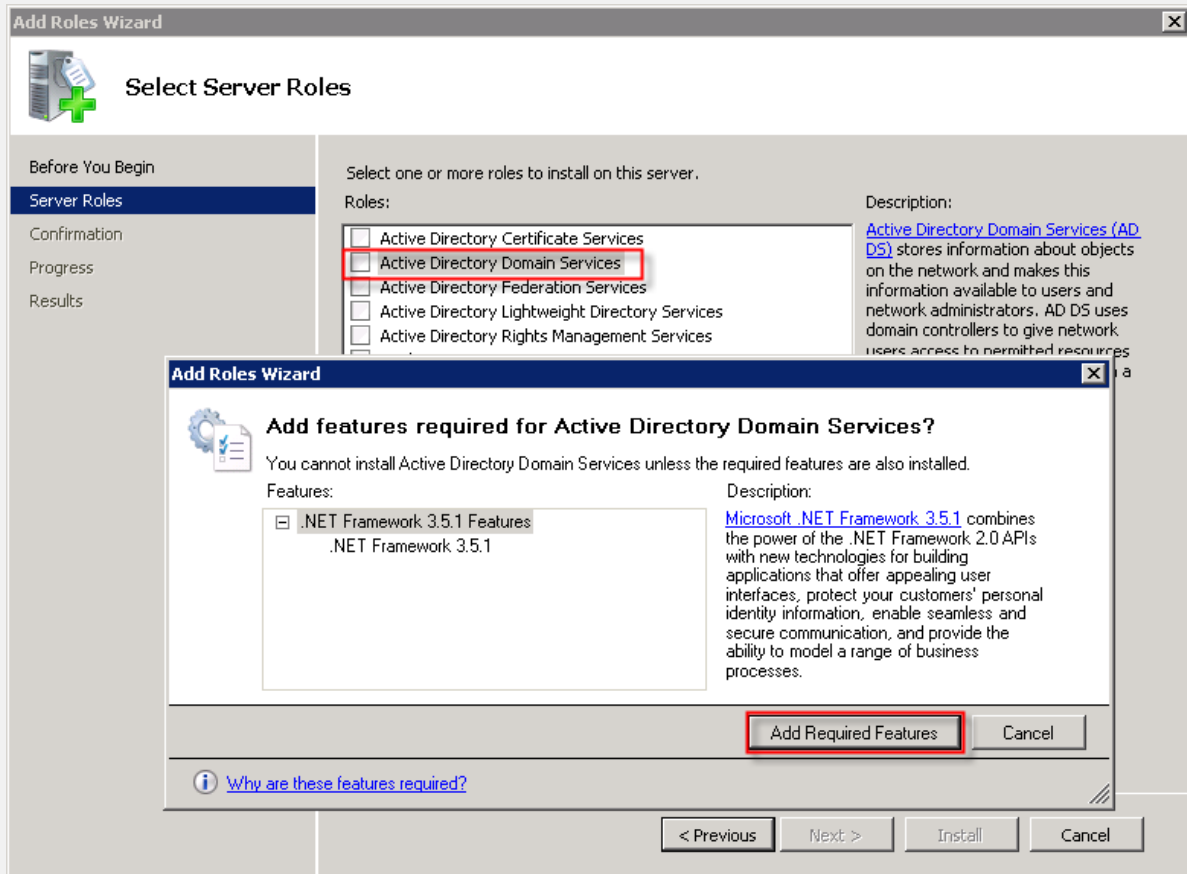 Add Roles Wizard
Select Server Roles
Before You Begin
Server Roles
Confirmation
Progress
Results
Select one or more roles to install on this server.
Roles:
Active Directory Certificate Services
Active Directory Domain Services
Active Directory Federation Services
Active Directory Lightweight Directory Services
Active Directory Rights Management Services
Description:
Active Directory Domain Services (AD
DS) stores information about objects
on the network and makes this
information available to users and
network administrators. AD DS uses
domain controllers to give network
users access to permitted resources
a
Add Roles Wizard
Add features required for Active Directory Domain Services?
You cannot install Active Directory Domain Services unless the required features are also installed.
Features:
.NET Framework 3.5.1 Features
.NET Framework 3.5.1
Description:
Microsoft .NET Framework 3.5.1 combines
the power of the .NET Framework 2.0 APIs
with new technologies for building
applications that offer appealing user
interfaces, protect your customers' personal
identity information, enable seamless and
secure communication, and provide the
ability to model a range of business
processes.
Add Required Features
Cancel
Why are these features required?
< Previous
Next >
Install
Cancel